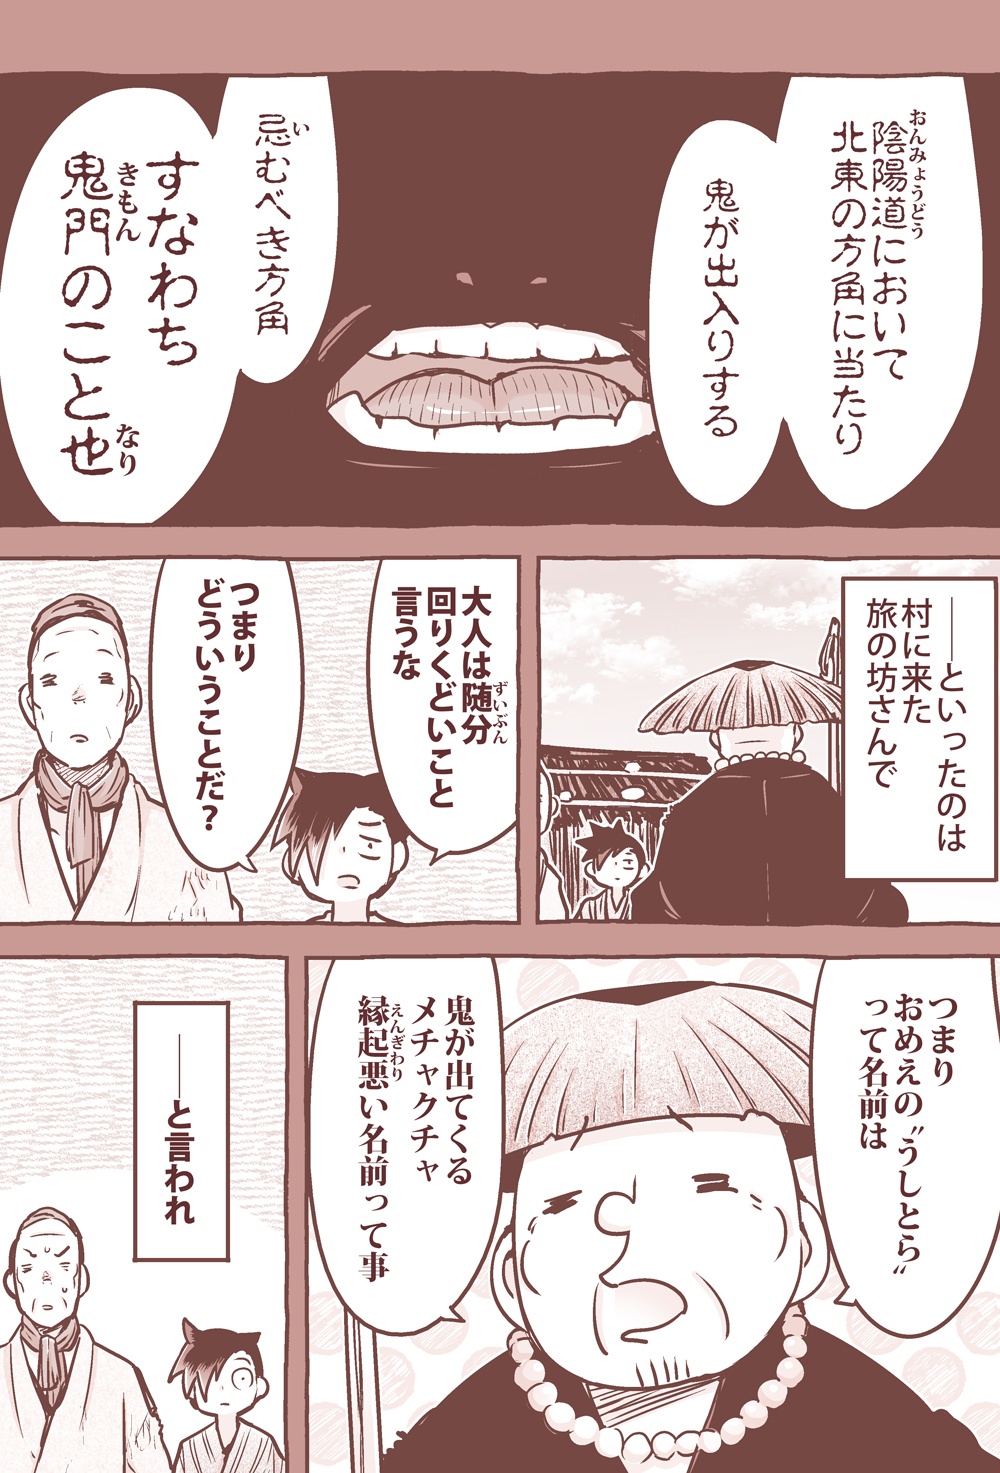 陰陽道において
北東の方角に当たり
鬼が出入りする
忌むべき方角
すなわち
鬼門のこと也
――といったのは
村に来た
旅の坊さんで
大人は随分
回りくどいこと
言うな
つまり
どういうことだ？
つまり
おめえの〝うしとら〟
って名前は
鬼が出てくる
メチャクチャ
縁起悪い名前って事
――と言われ